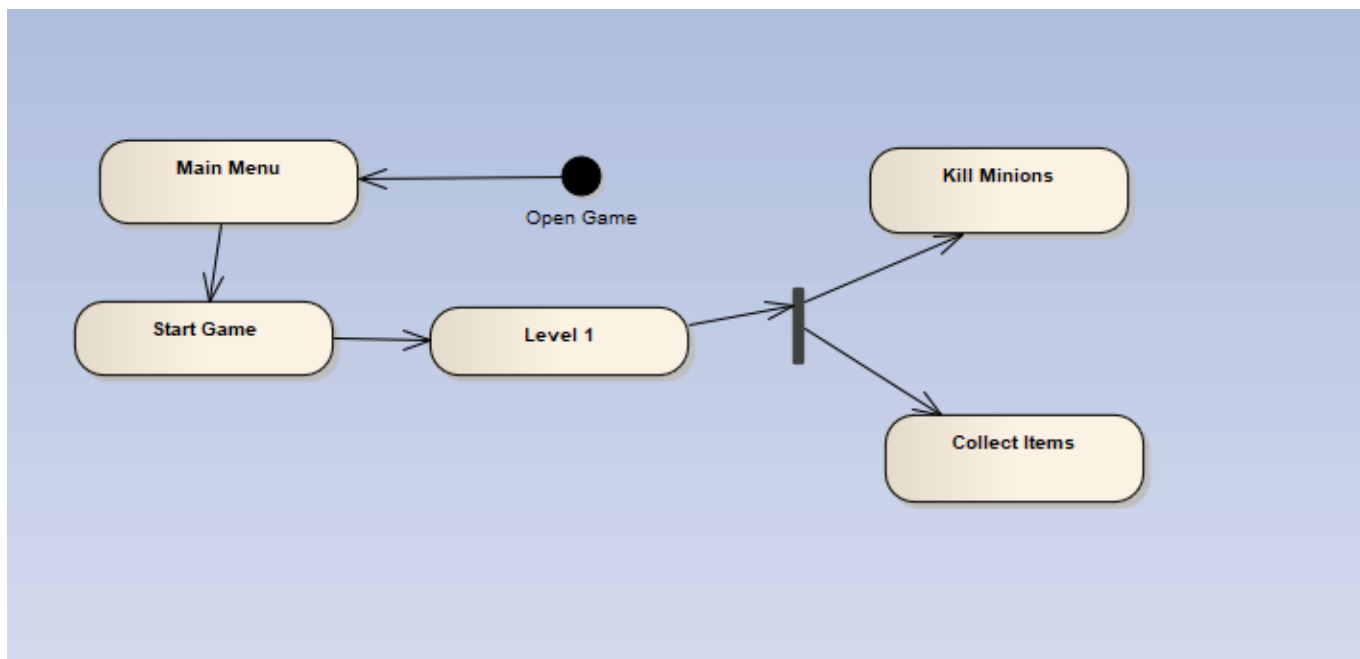 Main Menu
Kill Minions
Open Game
Start Game
Level 1
Collect Items